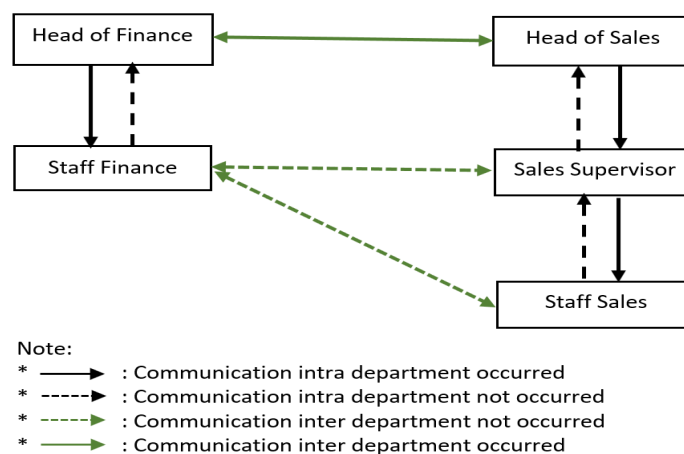 Head of Finance
Head of Sales
Staff Finance
Sales Supervisor
Staff Sales
Note:
* : Communication intra department occurred
* : Communication intra department not occurred
* : Communication inter department not occurred
* : Communication inter department occurred